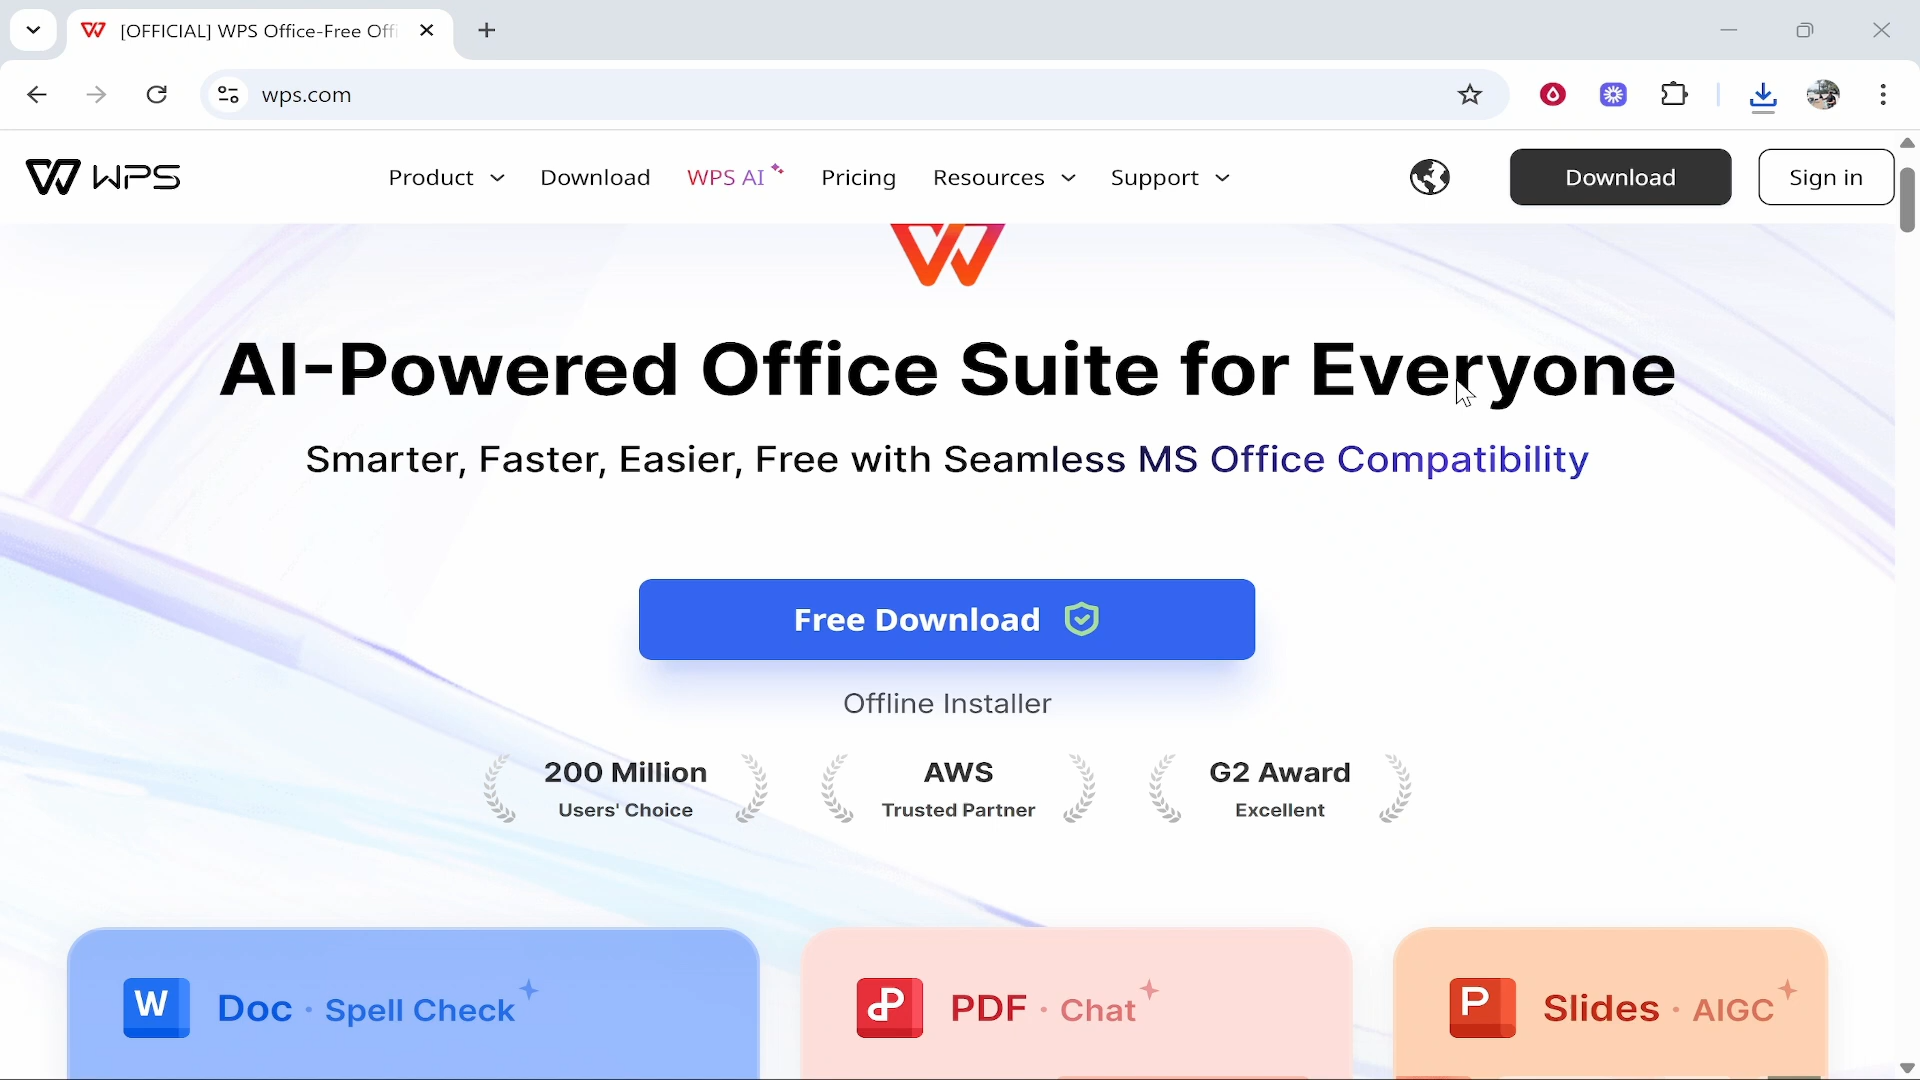 [OFFICIAL] WPS Office-Free Offi
wps.com
WPS
Product
Download
WPS AI
Pricing
Resources
Support
Download
Sign in
AI-Powered Office Suite for Everyone
Smarter, Faster, Easier, Free with Seamless MS Office Compatibility
Free Download
Offline Installer
200 Million
Users' Choice
AWS
Trusted Partner
G2 Award
Excellent
W Doc · Spell Check
P PDF · Chat
P Slides · AIGC